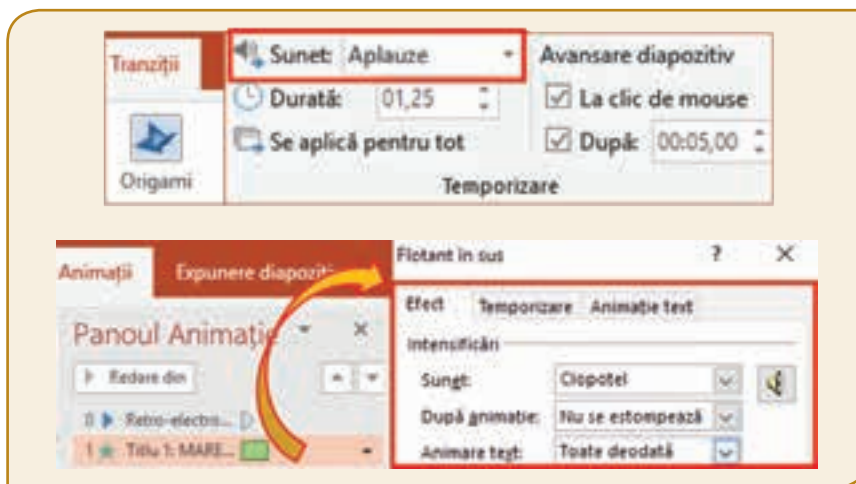 Tranziții
Sunet: Aplauze
Avansare diapozitiv
Durată: 01,25
La clic de mouse
Se aplică pentru tot
După: 00:05,00
Origami
Temporizare
Animații
Expunere diapozitiv
Flotant în sus ? ×
Panoul Animație
Efect Temporizare Animație text
Intensificări
Redare din
Sunet: Clopotel
0 Retro-electro...
După animație: Nu se estompează
1 Titlu 1: MARE...
Animare text: Toate deodată